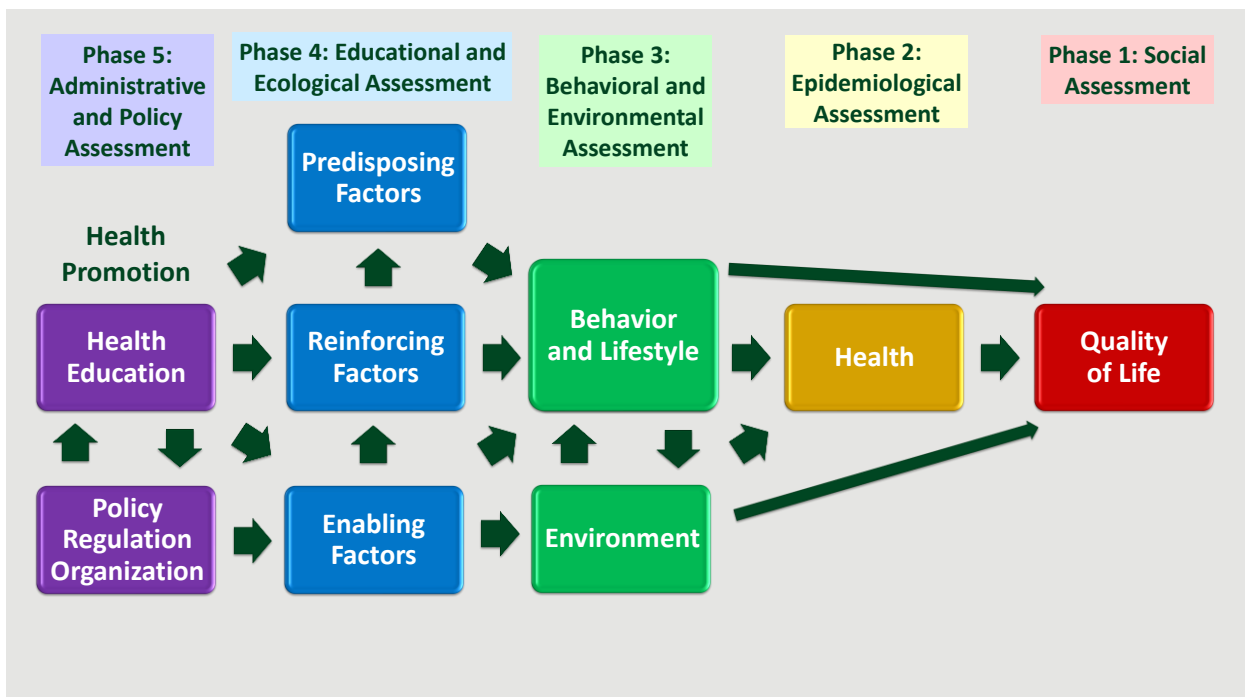 Phase 5:
Administrative
and Policy
Assessment
Phase 4: Educational and
Ecological Assessment
Phase 3:
Behavioral and
Environmental
Assessment
Phase 2:
Epidemiological
Assessment
Phase 1: Social
Assessment
Predisposing
Factors
Health
Promotion
Health
Education
Reinforcing
Factors
Behavior
and Lifestyle
Health
Quality
of Life
Policy
Regulation
Organization
Enabling
Factors
Environment